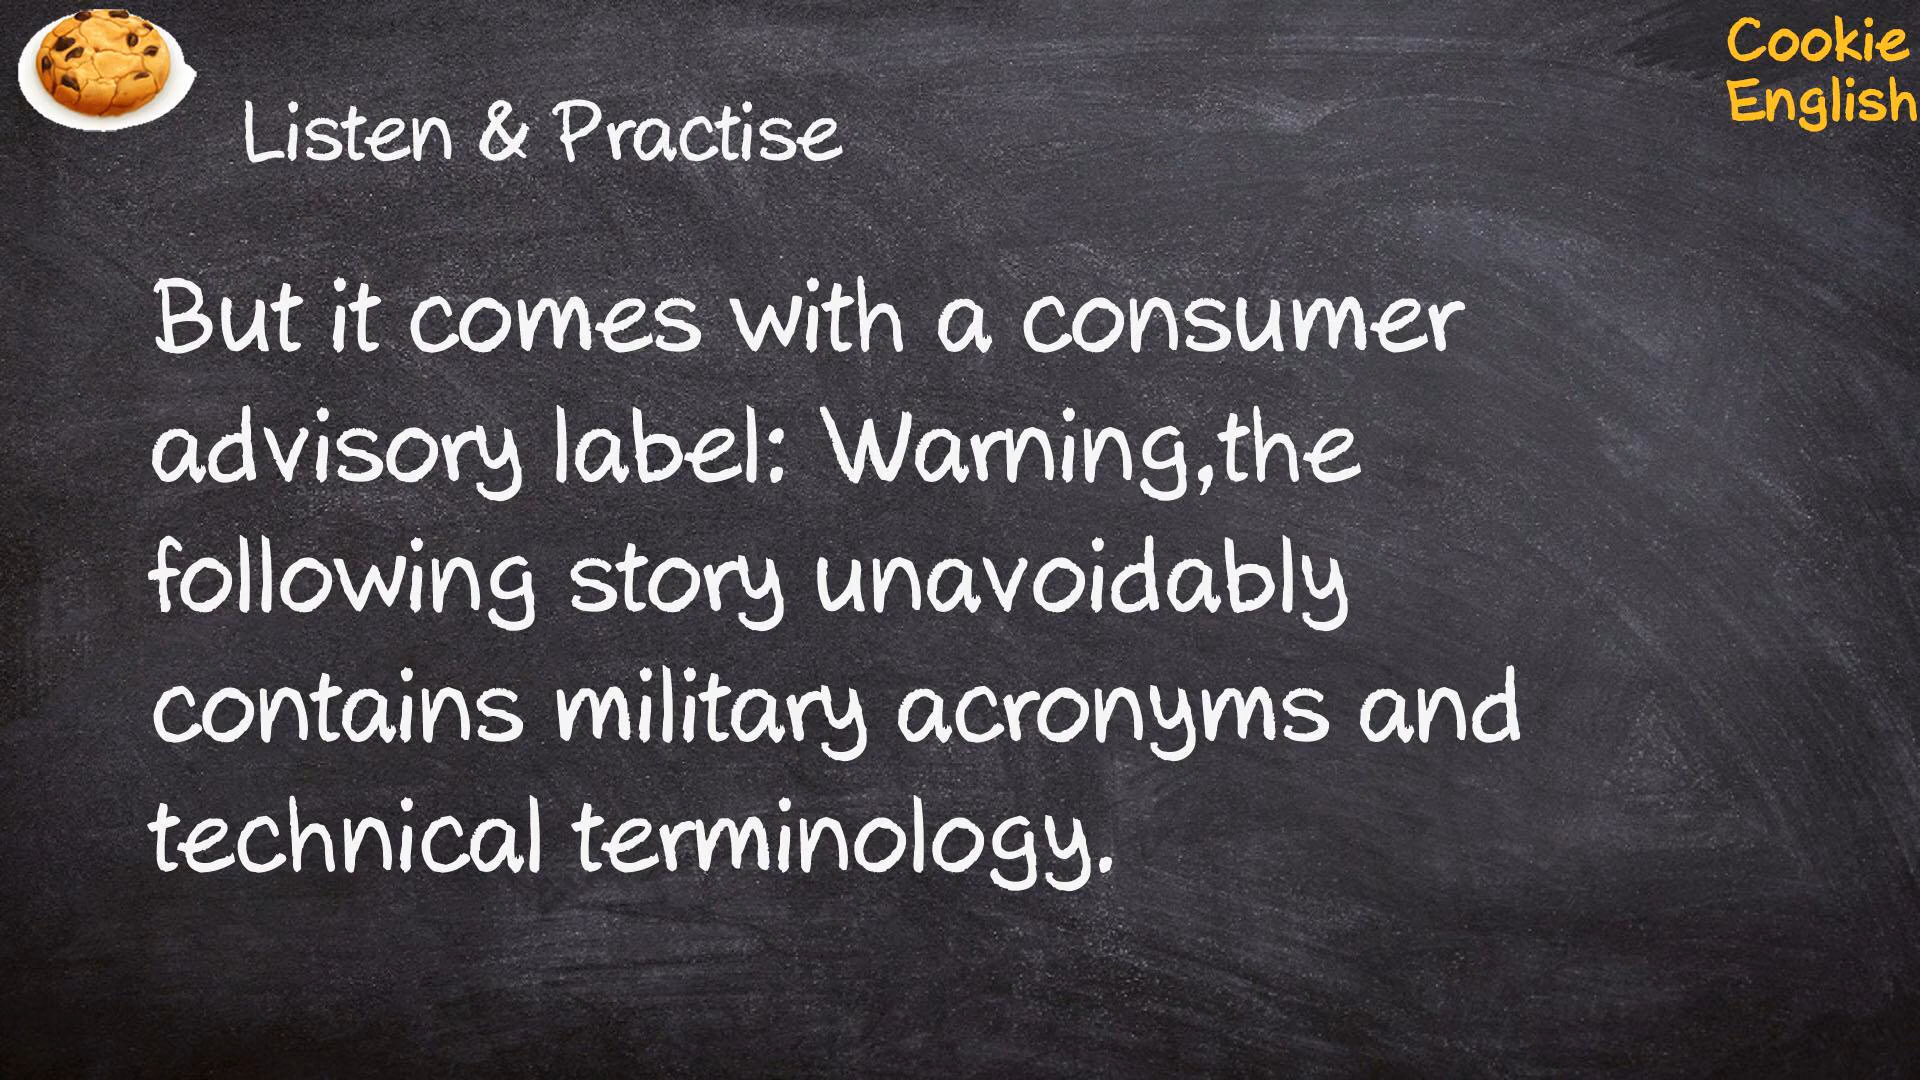 Cookie
English
Listen & Practise
But it comes with a consumer
advisory label: Warning,the
following story unavoidably
contains military acronyms and
technical terminology.